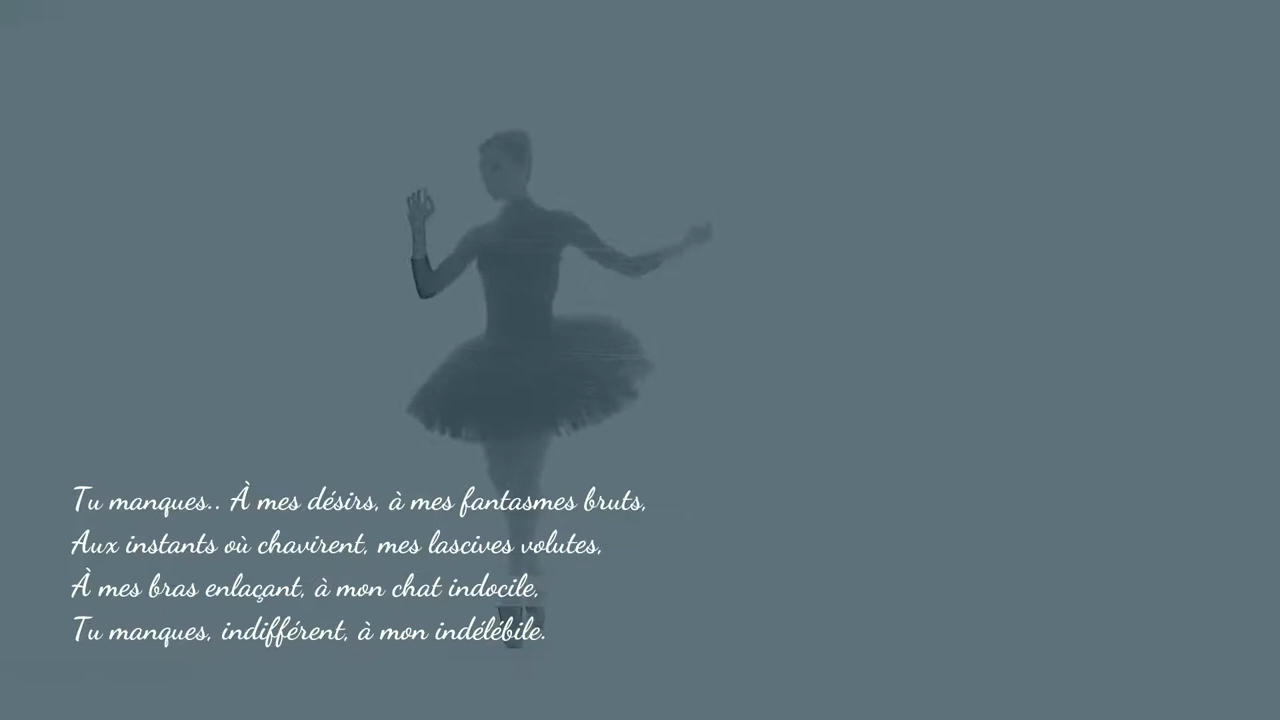 Tu manques.. À mes désirs, à mes fantasmes bruts,
Aux instants où chavirent, mes lascives volutes,
À mes bras enlaçant, à mon chat indocile,
Tu manques, indifférent, à mon indélébile.